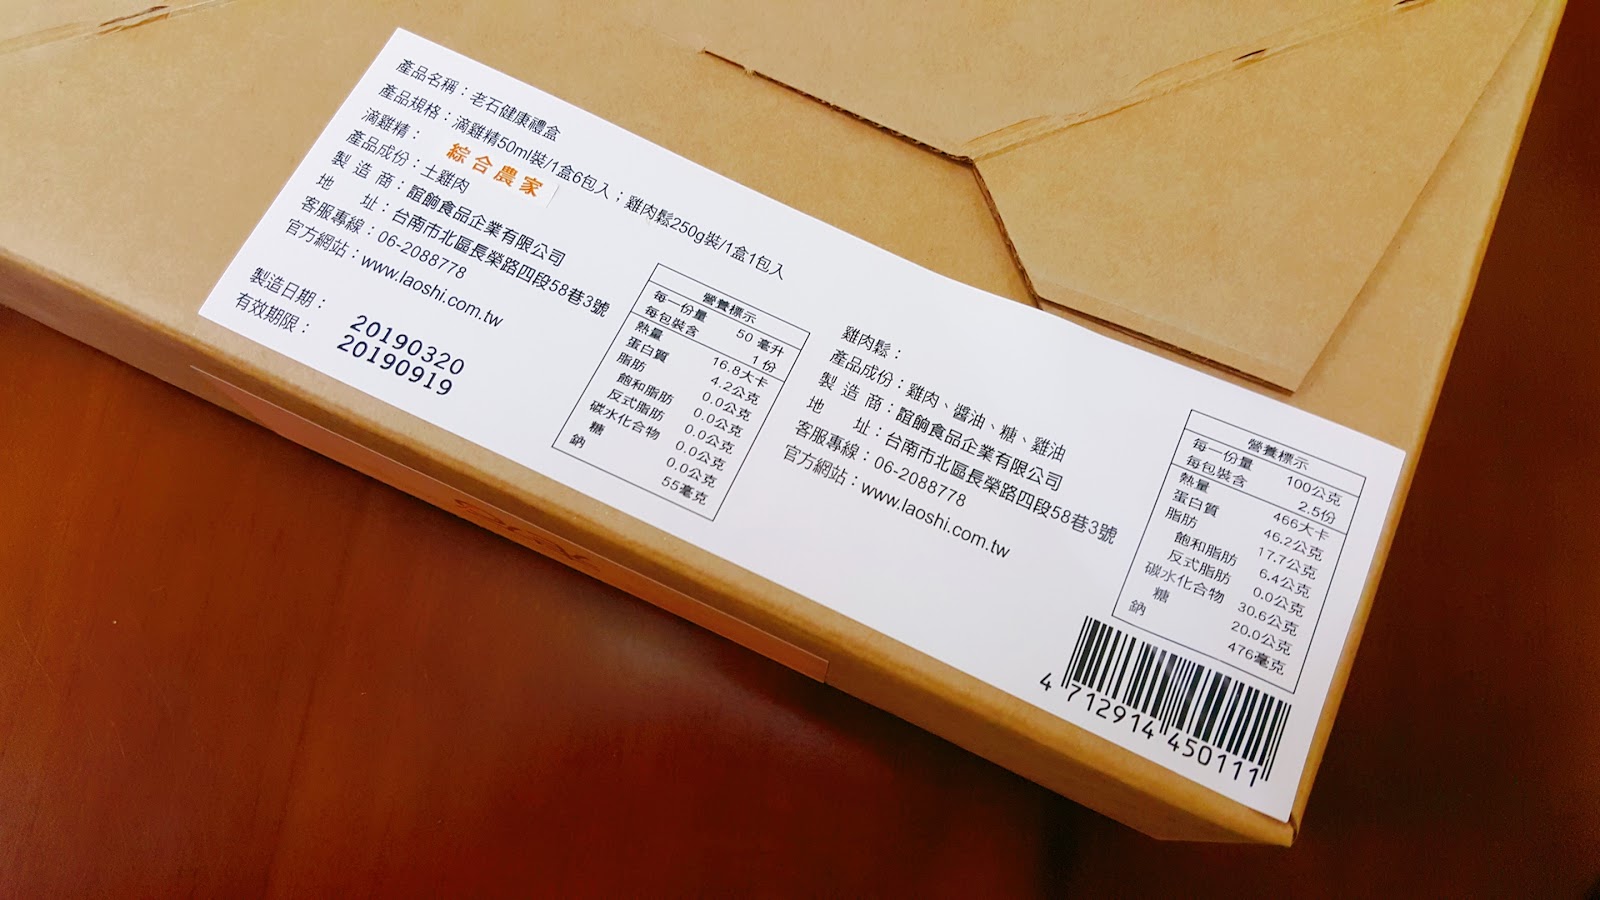 產品名稱：老石健康禮盒
產品規格：滴雞精50ml裝/1盒6包入；雞肉鬆250g裝/1盒1包入
滴雞精：
綜合農家
產品成份：土雞肉
製造商：誼餉食品企業有限公司
地址：台南市北區長榮路四段58巷3號
客服專線：06-2088778
官方網站：www.laoshi.com.tw
製造日期：20190320
有效期限：20190919
營養標示
每一份量 50 毫升
每包裝含 1 份
熱量 16.8大卡
蛋白質 4.2公克
脂肪 0.0公克
飽和脂肪 0.0公克
反式脂肪 0.0公克
碳水化合物 0.0公克
糖 0.0公克
鈉 55毫克
雞肉鬆：
產品成份：雞肉、醬油、糖、雞油
製造商：誼餉食品企業有限公司
地址：台南市北區長榮路四段58巷3號
客服專線：06-2088778
官方網站：www.laoshi.com.tw
營養標示
每一份量 100公克
每包裝含 2.5份
熱量 466大卡
蛋白質 46.2公克
脂肪 17.7公克
飽和脂肪 6.4公克
反式脂肪 0.0公克
碳水化合物 30.6公克
糖 20.0公克
鈉 476毫克
4 712914 450111